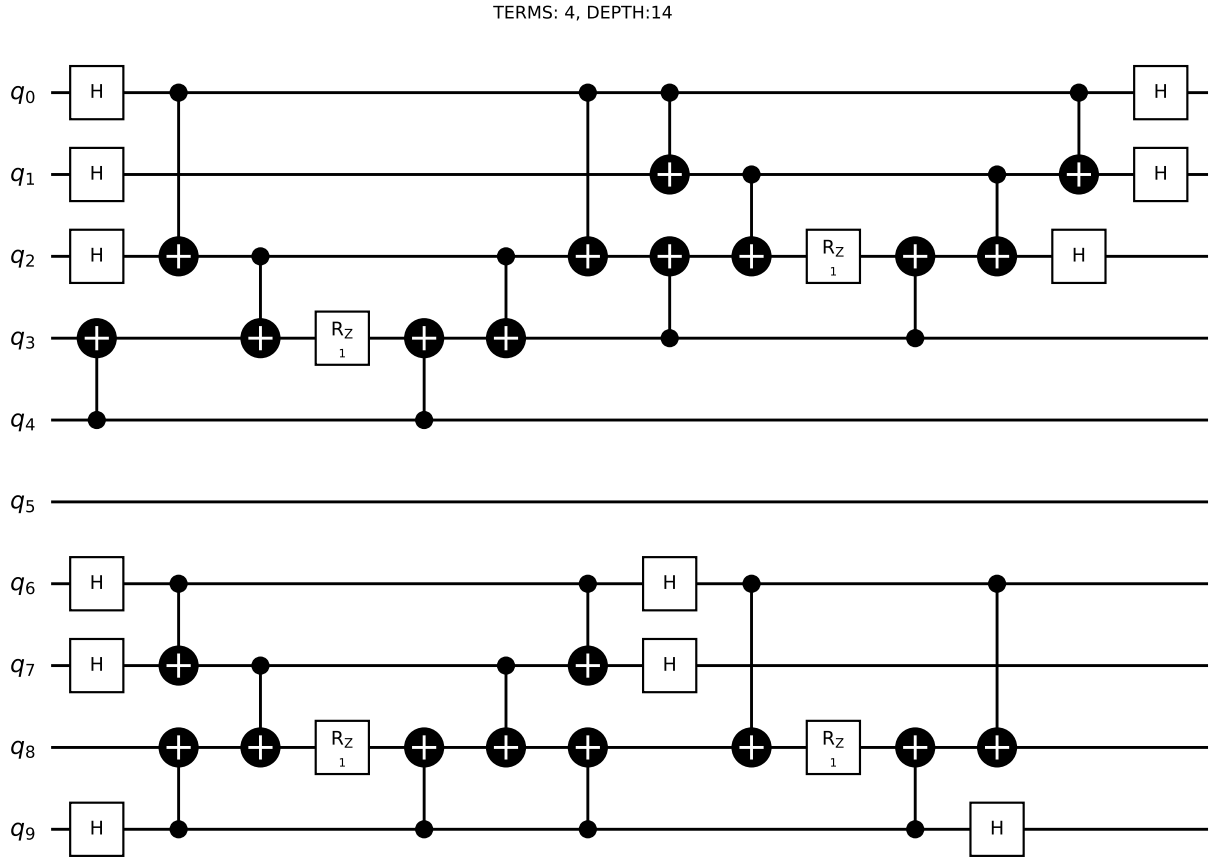 TERMS: 4, DEPTH:14
q0 H H
q1 H H
q2 H RZ 1 H
q3 RZ 1
q4
q5
q6 H H
q7 H H
q8 RZ 1 RZ 1
q9 H H